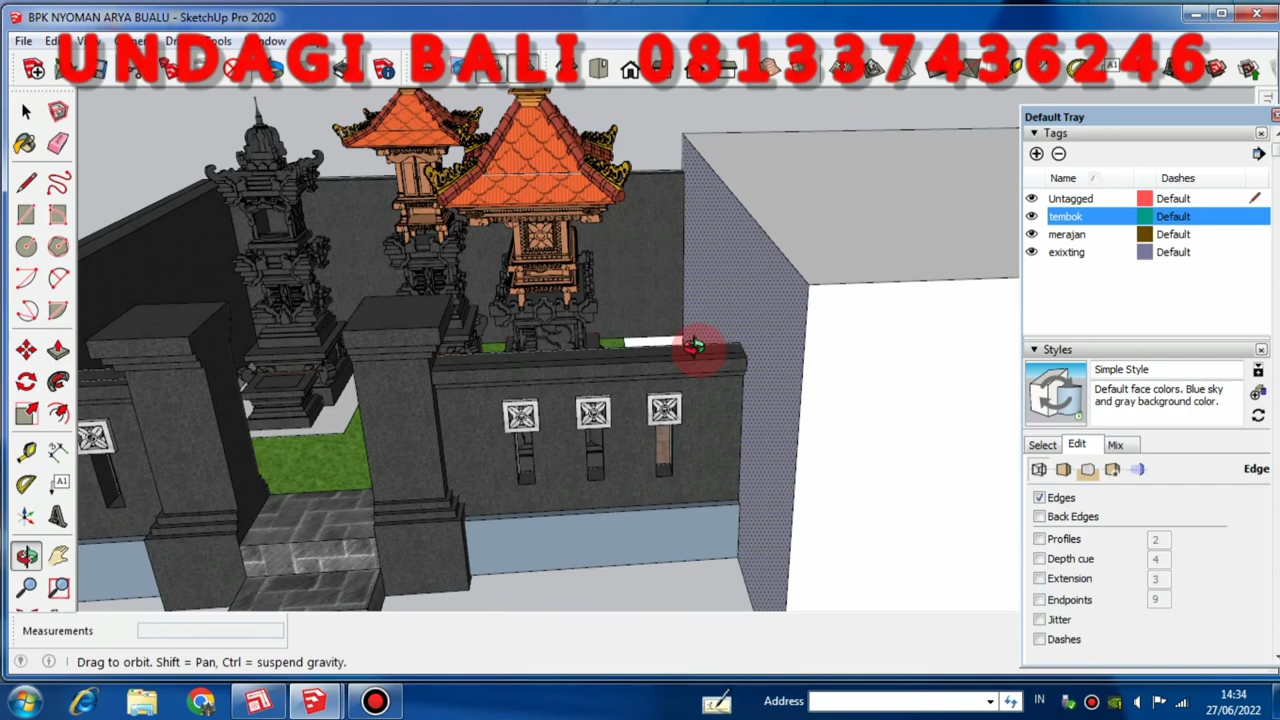 BPK NYOMAN ARYA BUALU - SketchUp Pro 2020
File
Tools
UNDAGI BALI 081337436246
A1
Default Tray
Tags
Name Dashes
Untagged Default
tembok Default
merajan Default
exixting Default
Styles
Simple Style
Default face colors. Blue sky and gray background color.
Select Edit Mix
Edge
Edges
Back Edges
Profiles 2
Depth cue 4
Extension 3
Endpoints 9
Jitter
Dashes
A1
Measurements
Drag to orbit. Shift = Pan, Ctrl = suspend gravity.
Address
IN
14:34
27/06/2022